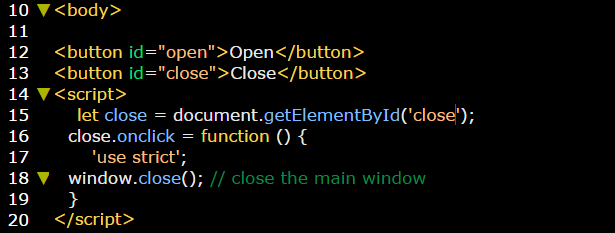 10 ▼ <body>
11
12 <button id="open">Open</button>
13 <button id="close">Close</button>
14 ▼ <script>
15 let close = document.getElementById('close');
16 close.onclick = function () {
17 'use strict';
18 ▼ window.close(); // close the main window
19 }
20 </script>